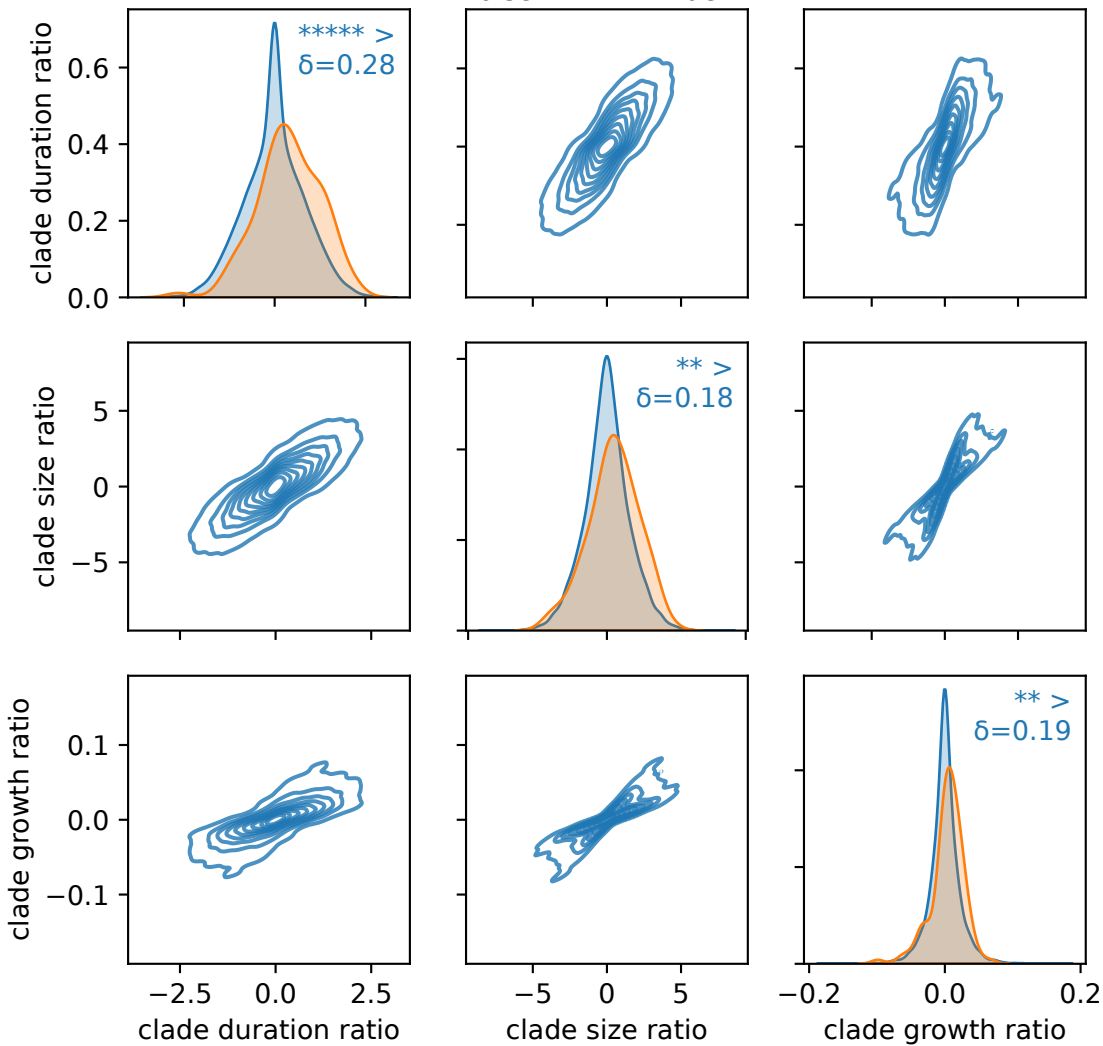 ***** >
δ=0.28
clade duration ratio
0.6
0.4
0.2
0.0
** >
δ=0.18
clade size ratio
5
0
−5
** >
δ=0.19
clade growth ratio
0.1
0.0
−0.1
−2.5
0.0
2.5
−5
0
5
−0.2
0.0
0.2
clade duration ratio
clade size ratio
clade growth ratio